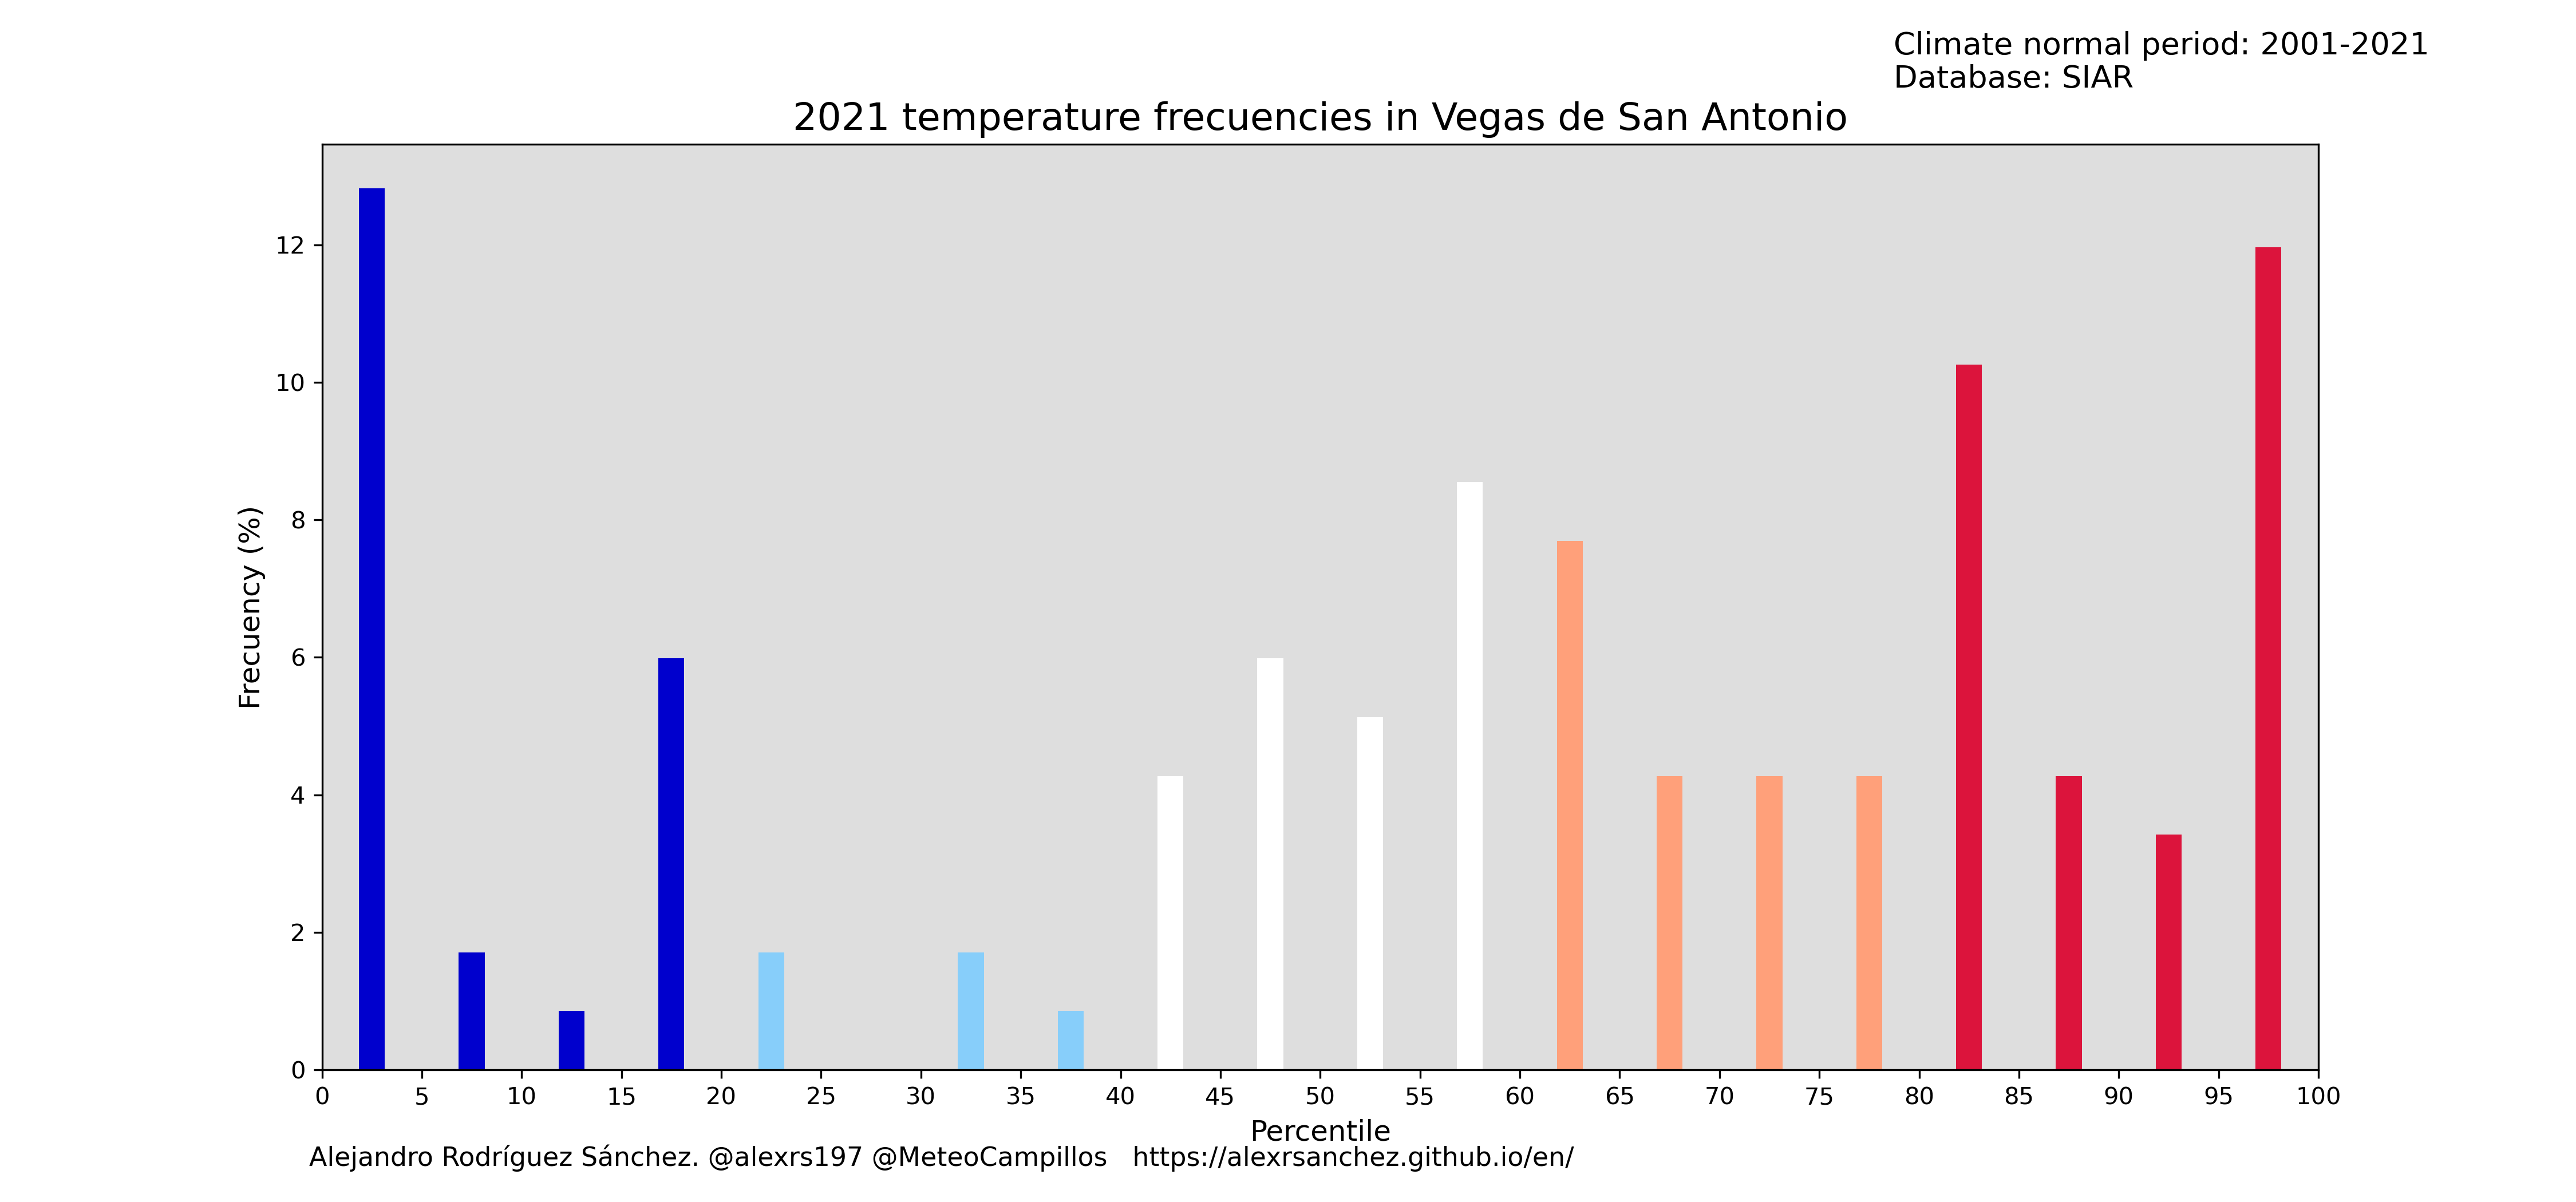 Climate normal period: 2001-2021
Database: SIAR
2021 temperature frecuencies in Vegas de San Antonio
Frecuency (%)
12
10
8
6
4
2
0
0 5 10 15 20 25 30 35 40 45 50 55 60 65 70 75 80 85 90 95 100
Percentile
Alejandro Rodríguez Sánchez. @alexrs197 @MeteoCampillos https://alexrsanchez.github.io/en/